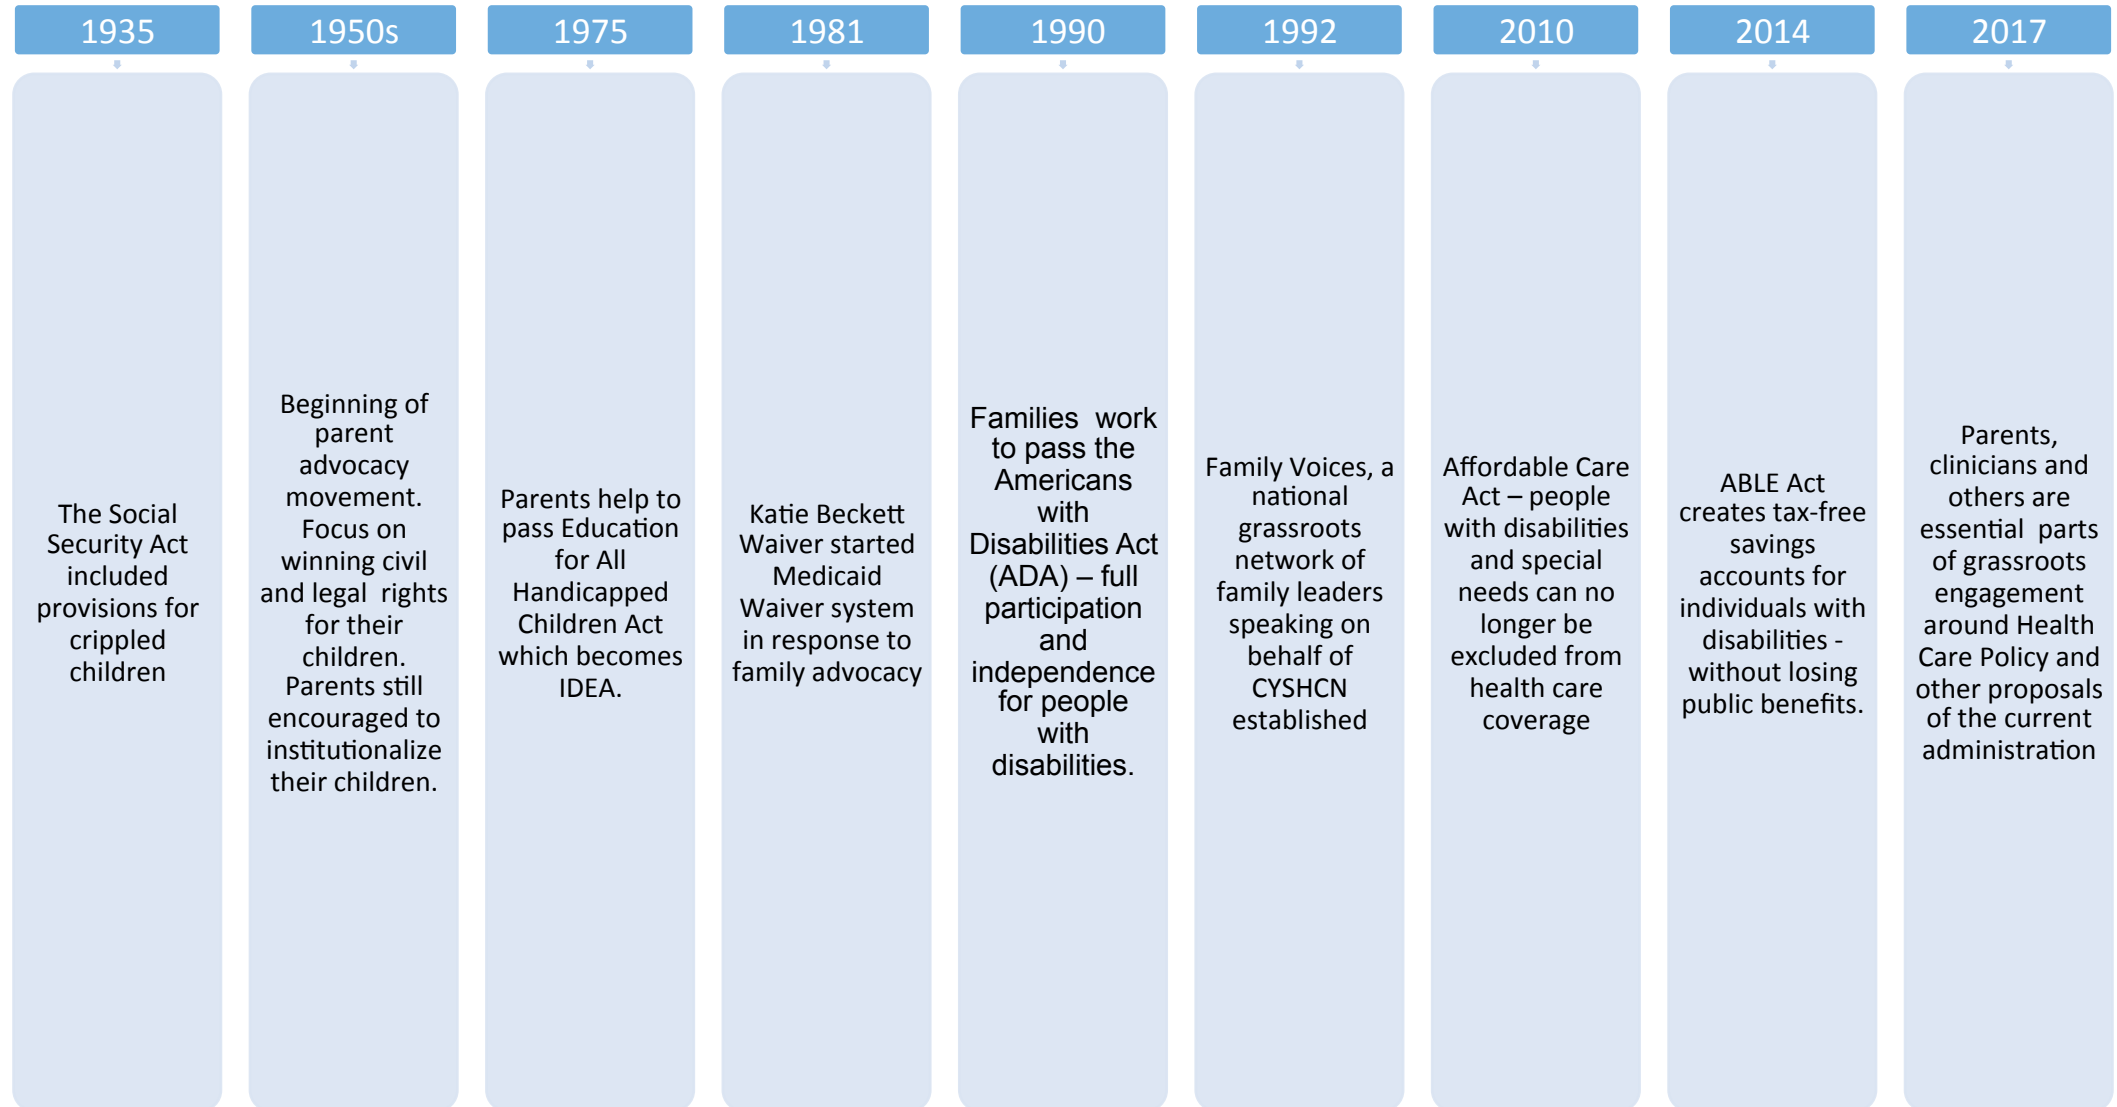 1935
The Social
Security Act
included
provisions for
crippled
children
1950s
Beginning of
parent
advocacy
movement.
Focus on
winning civil
and legal  rights
for their
children.
Parents still
encouraged to
institutionalize
their children.
1975
Parents help to
pass Education
for All
Handicapped
Children Act
which becomes
IDEA.
1981
Katie Beckett
Waiver started
Medicaid
Waiver system
in response to
family advocacy
1990
Families  work
to pass the
Americans
with
Disabilities Act
(ADA) – full
participation
and
independence
for people
with
disabilities.
1992
Family Voices, a
national
grassroots
network of
family leaders
speaking on
behalf of
CYSHCN
established
2010
Affordable Care
Act – people
with disabilities
and special
needs can no
longer be
excluded from
health care
coverage
2014
ABLE Act
creates tax-free
savings
accounts for
individuals with
disabilities -
without losing
public benefits.
2017
Parents,
clinicians and
others are
essential  parts
of grassroots
engagement
around Health
Care Policy and
other proposals
of the current
administration